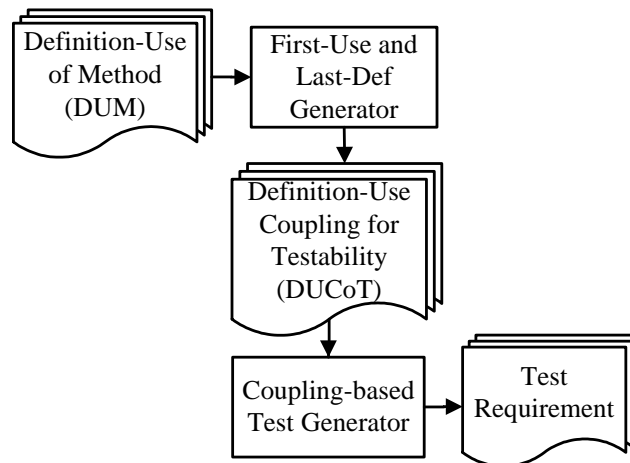 Definition-Use
of Method
(DUM)
First-Use and
Last-Def
Generator
Definition-Use
Coupling for
Testability
(DUCoT)
Coupling-based
Test Generator
Test
Requirement